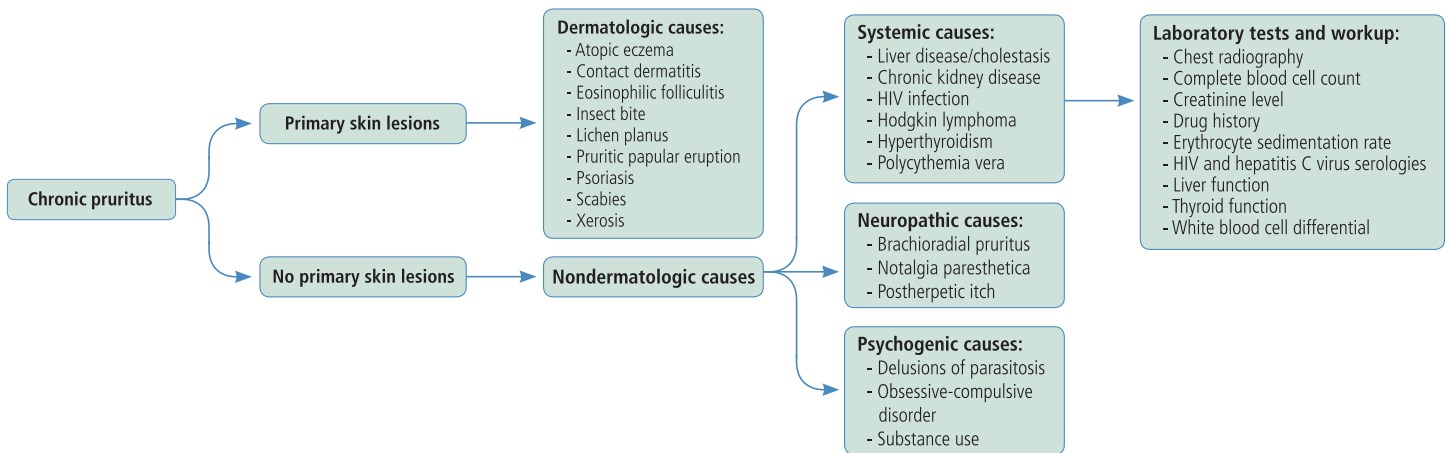 Chronic pruritus
Primary skin lesions
Dermatologic causes:
- Atopic eczema
- Contact dermatitis
- Eosinophilic folliculitis
- Insect bite
- Lichen planus
- Pruritic papular eruption
- Psoriasis
- Scabies
- Xerosis
No primary skin lesions
Nondermatologic causes
Systemic causes:
- Liver disease/cholestasis
- Chronic kidney disease
- HIV infection
- Hodgkin lymphoma
- Hyperthyroidism
- Polycythemia vera
Laboratory tests and workup:
- Chest radiography
- Complete blood cell count
- Creatinine level
- Drug history
- Erythrocyte sedimentation rate
- HIV and hepatitis C virus serologies
- Liver function
- Thyroid function
- White blood cell differential
Neuropathic causes:
- Brachioradial pruritus
- Notalgia paresthetica
- Postherpetic itch
Psychogenic causes:
- Delusions of parasitosis
- Obsessive-compulsive
disorder
- Substance use